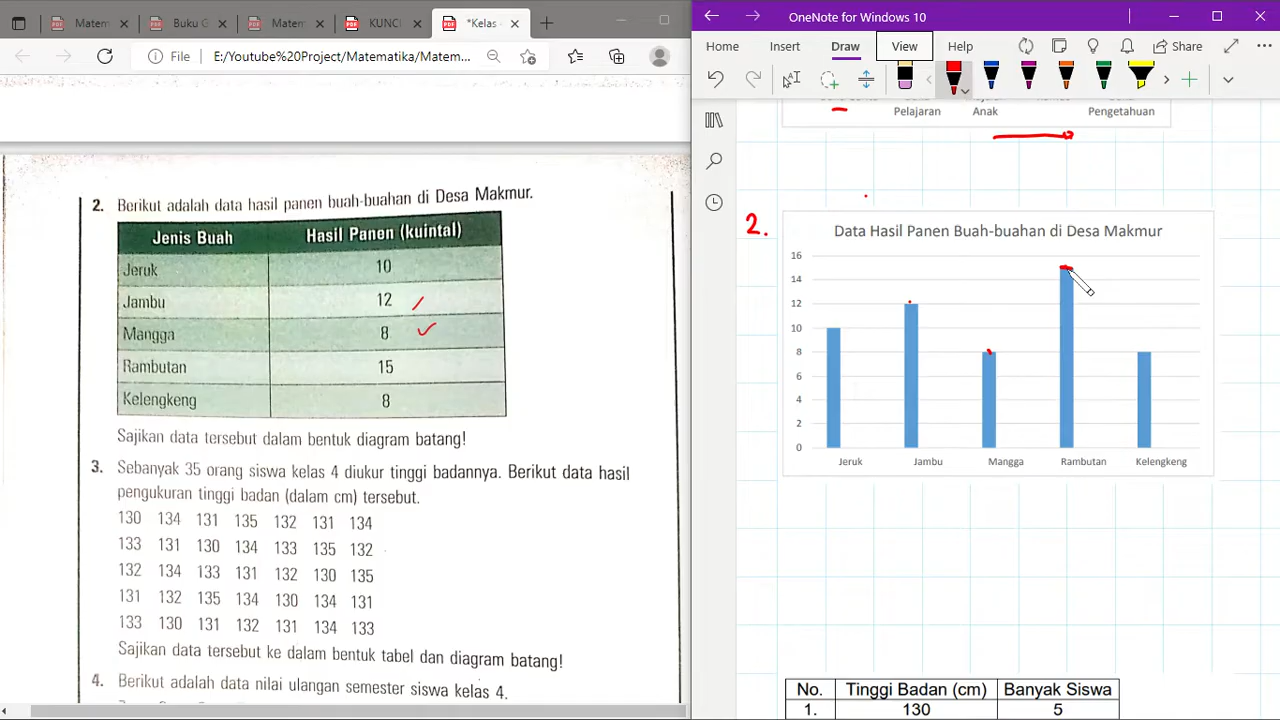 Matem
Buku G
Matem
KUNC
*Kelas
File
E:/Youtube%20Project/Matematika/Matem...
2. Berikut adalah data hasil panen buah-buahan di Desa Makmur.
Jenis Buah Hasil Panen (kuintal)
Jeruk 10
Jambu 12
Mangga 8
Rambutan 15
Kelengkeng 8
Sajikan data tersebut dalam bentuk diagram batang!
3. Sebanyak 35 orang siswa kelas 4 diukur tinggi badannya. Berikut data hasil
pengukuran tinggi badan (dalam cm) tersebut.
130 134 131 135 132 131 134
133 131 130 134 133 135 132
132 134 133 131 132 130 135
131 132 135 134 130 134 131
133 130 131 132 131 134 133
Sajikan data tersebut ke dalam bentuk tabel dan diagram batang!
4. Berikut adalah data nilai ulangan semester siswa kelas 4.
OneNote for Windows 10
Home Insert Draw View Help Share
Pelajaran Anak Pengetahuan
2.
Data Hasil Panen Buah-buahan di Desa Makmur
16
14
12
10
8
6
4
2
0
Jeruk Jambu Mangga Rambutan Kelengkeng
No. Tinggi Badan (cm) Banyak Siswa
1. 130 5